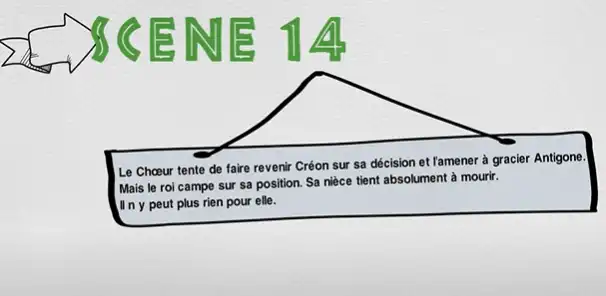 SCENE 14
Le Chœur tente de faire revenir Créon sur sa décision et l'amener à gracier Antigone.
Mais le roi campe sur sa position. Sa nièce tient absolument à mourir.
Il n y peut plus rien pour elle.